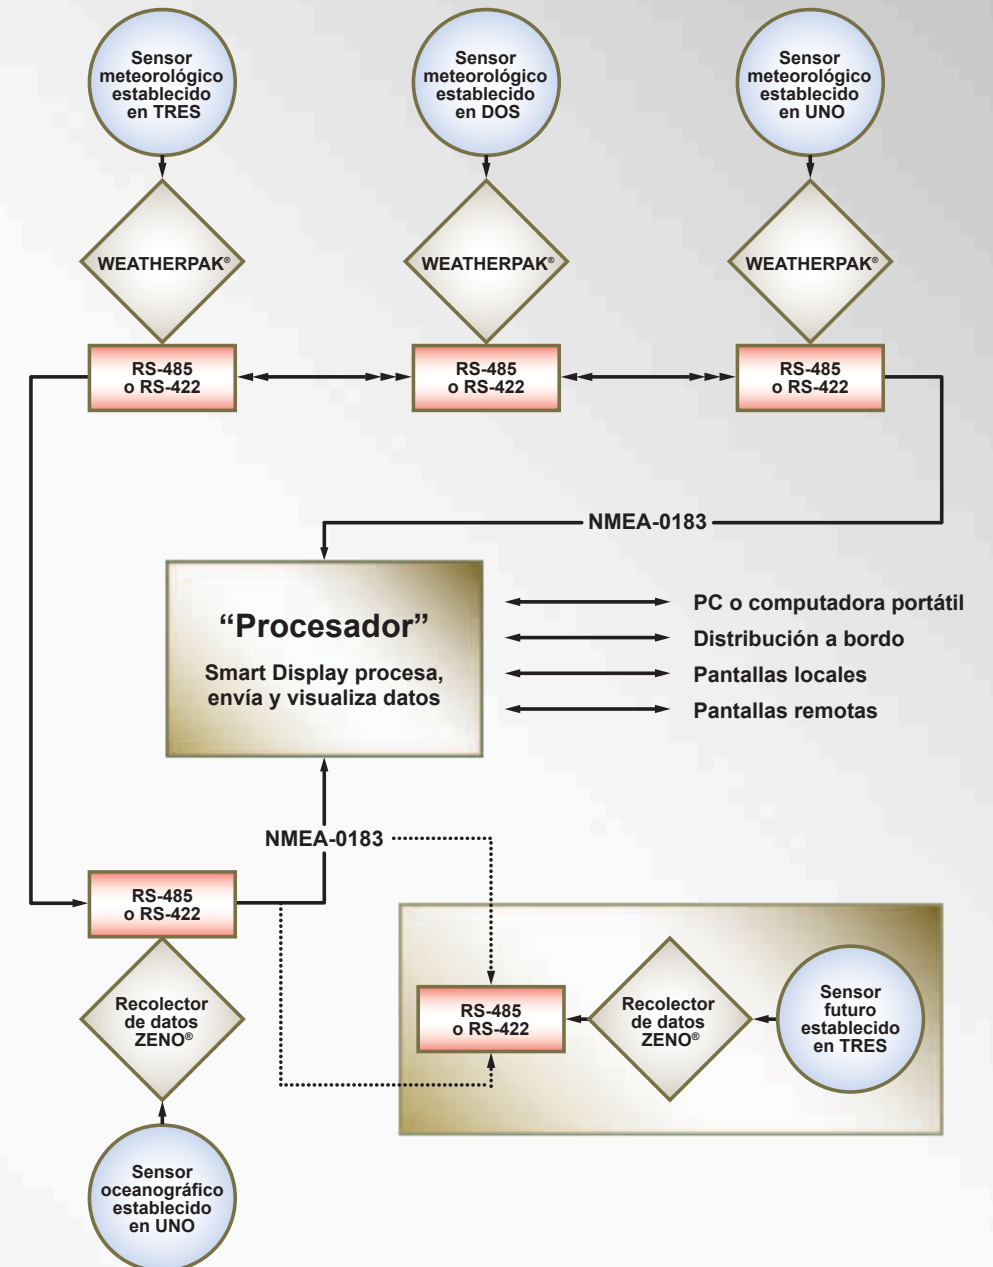 Sensor
meteorológico
establecido
en TRES
Sensor
meteorológico
establecido
en DOS
Sensor
meteorológico
establecido
en UNO
WEATHERPAK®
WEATHERPAK®
WEATHERPAK®
RS-485
o RS-422
RS-485
o RS-422
RS-485
o RS-422
NMEA-0183
“Procesador”
Smart Display procesa,
envía y visualiza datos
PC o computadora portátil
Distribución a bordo
Pantallas locales
Pantallas remotas
NMEA-0183
RS-485
o RS-422
Recolector
de datos
ZENO®
Sensor
oceanográfico
establecido
en UNO
RS-485
o RS-422
Recolector
de datos
ZENO®
Sensor
futuro
establecido
en TRES